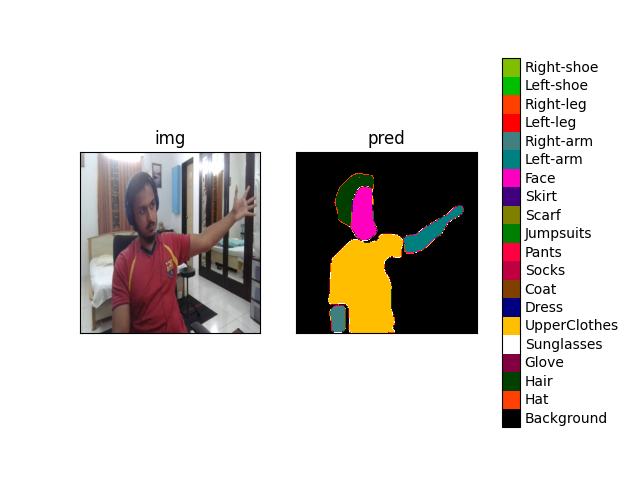 img
pred
Right-shoe
Left-shoe
Right-leg
Left-leg
Right-arm
Left-arm
Face
Skirt
Scarf
Jumpsuits
Pants
Socks
Coat
Dress
UpperClothes
Sunglasses
Glove
Hair
Hat
Background